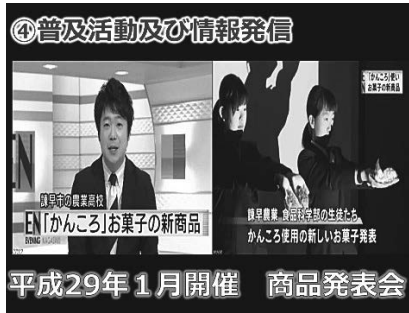 ④普及活動及び情報発信
諫早市の農業高校
EN「かんころ」お菓子の新商品
EVENING MAGAZINE
「かんころ」使い
お菓子の新商品
諫早農業 食品科学部の生徒たち
かんころ使用の新しいお菓子発表
平成29年1月開催 商品発表会